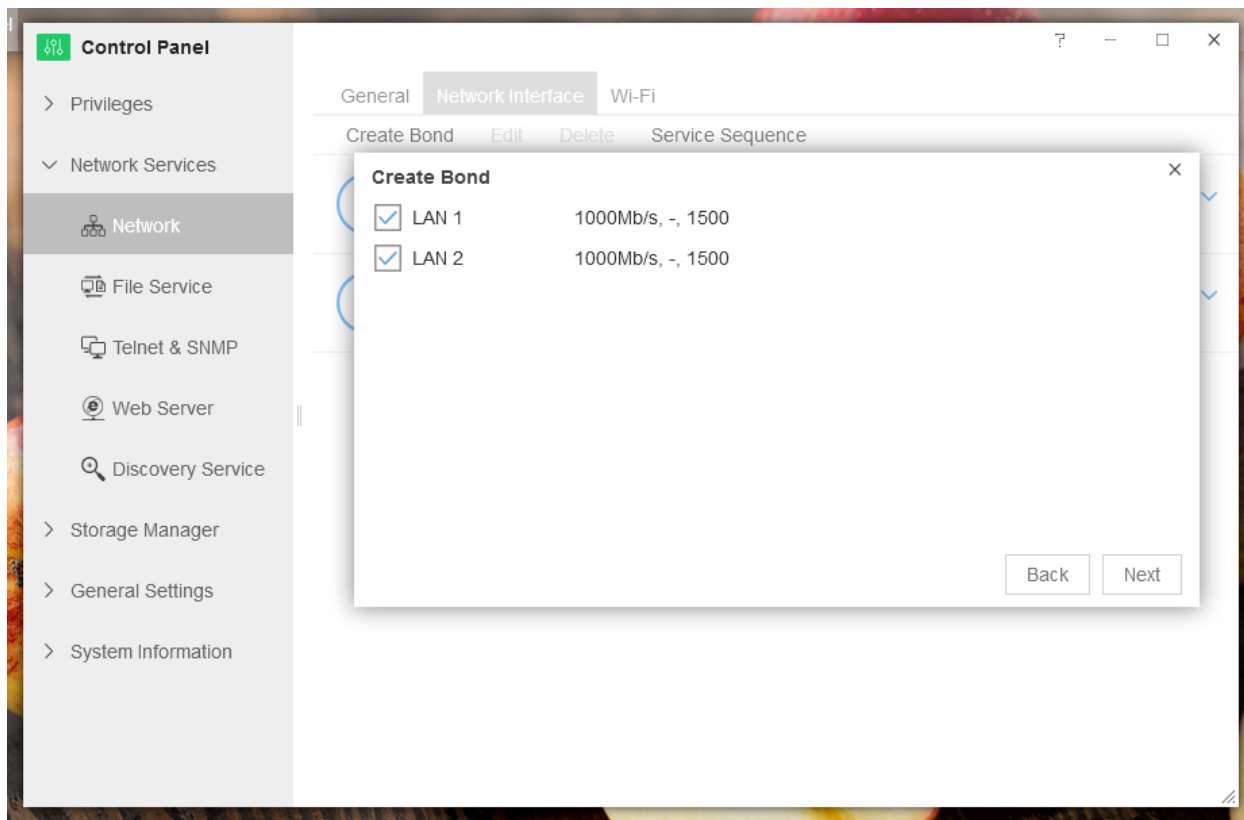 Control Panel
Privileges
Network Services
Network
File Service
Telnet & SNMP
Web Server
Discovery Service
Storage Manager
General Settings
System Information
General Network Interface Wi-Fi
Create Bond Edit Delete Service Sequence
Create Bond
LAN 1 1000Mb/s, -, 1500
LAN 2 1000Mb/s, -, 1500
Back Next